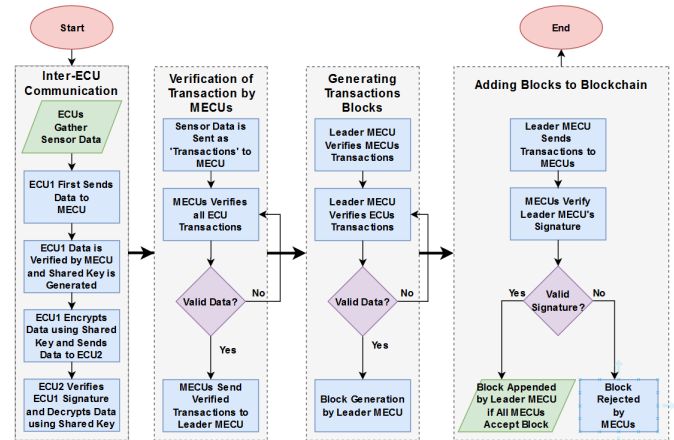 Start
End
Inter-ECU
Communication
ECUs
Gather
Sensor Data
ECU1 First Sends
Data to
MECU
ECU1 Data is
Verified by MECU
and Shared Key is
Generated
ECU1 Encrypts
Data using Shared
Key and Sends
Data to ECU2
ECU2 Verifies
ECU1 Signature
and Decrypts Data
using Shared Key
Verification of
Transaction by
MECUs
Sensor Data is
Sent as
'Transactions' to
MECU
MECUs Verifies
all ECU
Transactions
Valid Data?
No
Yes
MECUs Send
Verified
Transactions to
Leader MECU
Generating
Transactions
Blocks
Leader MECU
Verifies MECUs
Transactions
Leader MECU
Verifies ECUs
Transactions
Valid Data?
No
Yes
Block Generation
by Leader MECU
Adding Blocks to Blockchain
Leader MECU
Sends
Transactions to
MECUs
MECUs Verify
Leader MECU's
Signature
Yes
Valid
Signature?
No
Block Appended
by Leader MECU
if All MECUs
Accept Block
Block
Rejected
by
MECUs